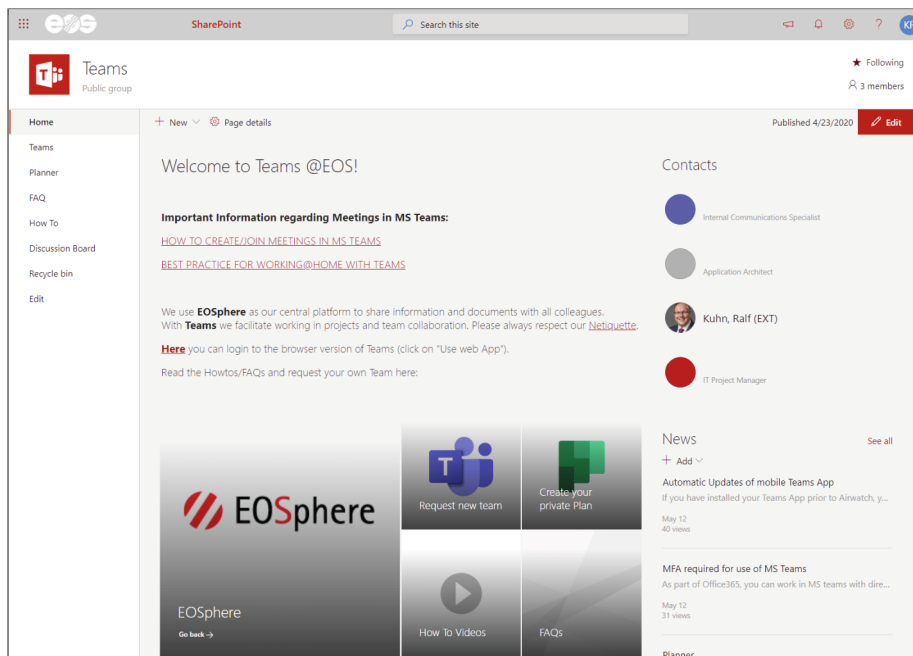 eos
SharePoint
Search this site
?
KR
Teams
Public group
Following
3 members
Home
Teams
Planner
FAQ
How To
Discussion Board
Recycle bin
Edit
New
Page details
Published 4/23/2020
Edit
Welcome to Teams @EOS!
Important Information regarding Meetings in MS Teams:
HOW TO CREATE/JOIN MEETINGS IN MS TEAMS
BEST PRACTICE FOR WORKING@HOME WITH TEAMS
We use EOSphere as our central platform to share information and documents with all colleagues.
With Teams we facilitate working in projects and team collaboration. Please always respect our Netiquette.
Here you can login to the browser version of Teams (click on "Use web App").
Read the Howtos/FAQs and request your own Team here:
EOSphere
EOSphere
Go back →
T
Request new team
Create your
private Plan
How To Videos
FAQs
Contacts
Internal Communications Specialist
Application Architect
Kuhn, Ralf (EXT)
IT Project Manager
News
See all
Add
Automatic Updates of mobile Teams App
If you have installed your Teams App prior to Airwatch, y...
May 12
40 views
MFA required for use of MS Teams
As part of Office365, you can work in MS teams with dire...
May 12
31 views
Planner